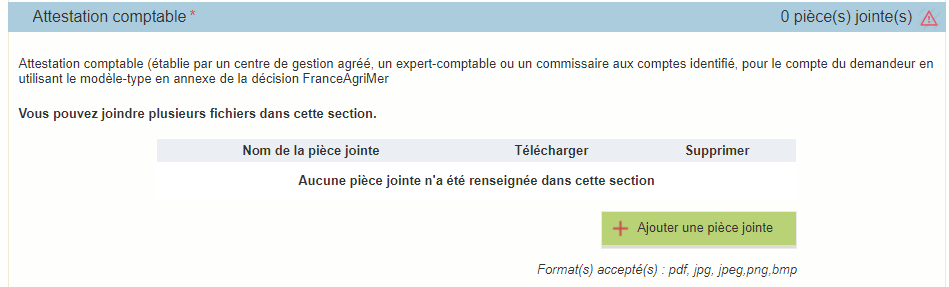 Attestation comptable * 0 pièce(s) jointe(s)
Attestation comptable (établie par un centre de gestion agréé, un expert-comptable ou un commissaire aux comptes identifié, pour le compte du demandeur en
utilisant le modèle-type en annexe de la décision FranceAgriMer
Vous pouvez joindre plusieurs fichiers dans cette section.
Nom de la pièce jointe Télécharger Supprimer
Aucune pièce jointe n'a été renseignée dans cette section
Ajouter une pièce jointe
Format(s) accepté(s) : pdf, jpg, jpeg,png,bmp